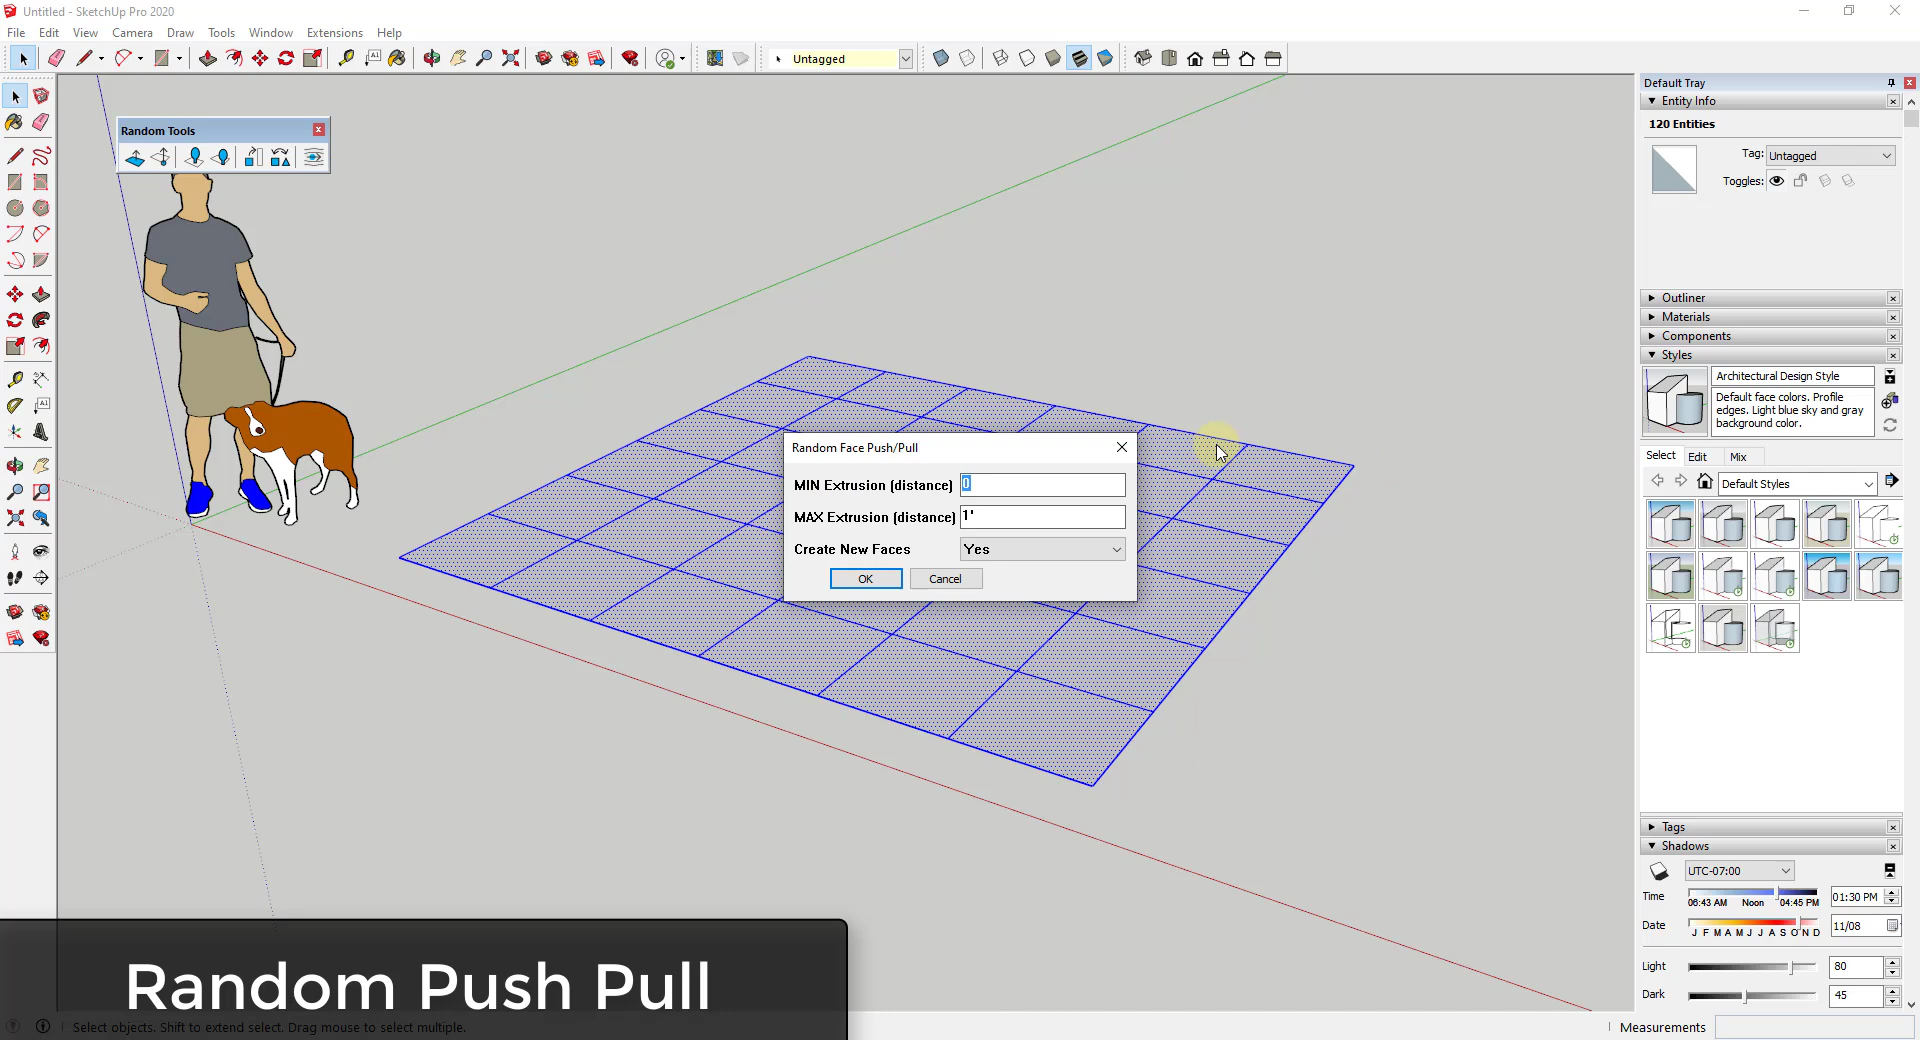 Untitled - SketchUp Pro 2020
File Edit View Camera Draw Tools Window Extensions Help
Untagged
Random Tools
Default Tray
Entity Info
120 Entities
Tag: Untagged
Toggles:
Outliner
Materials
Components
Styles
Architectural Design Style
Default face colors. Profile
edges. Light blue sky and gray
background color.
Select Edit Mix
Default Styles
Random Face Push/Pull
MIN Extrusion (distance) 0
MAX Extrusion (distance) 1'
Create New Faces Yes
OK Cancel
Tags
Shadows
UTC-07:00
Time 06:43 AM Noon 04:45 PM 01:30 PM
Date J F M A M J J A S O N D 11/08
Light 80
Dark 45
Random Push Pull
Select objects. Shift to extend select. Drag mouse to select multiple.
Measurements